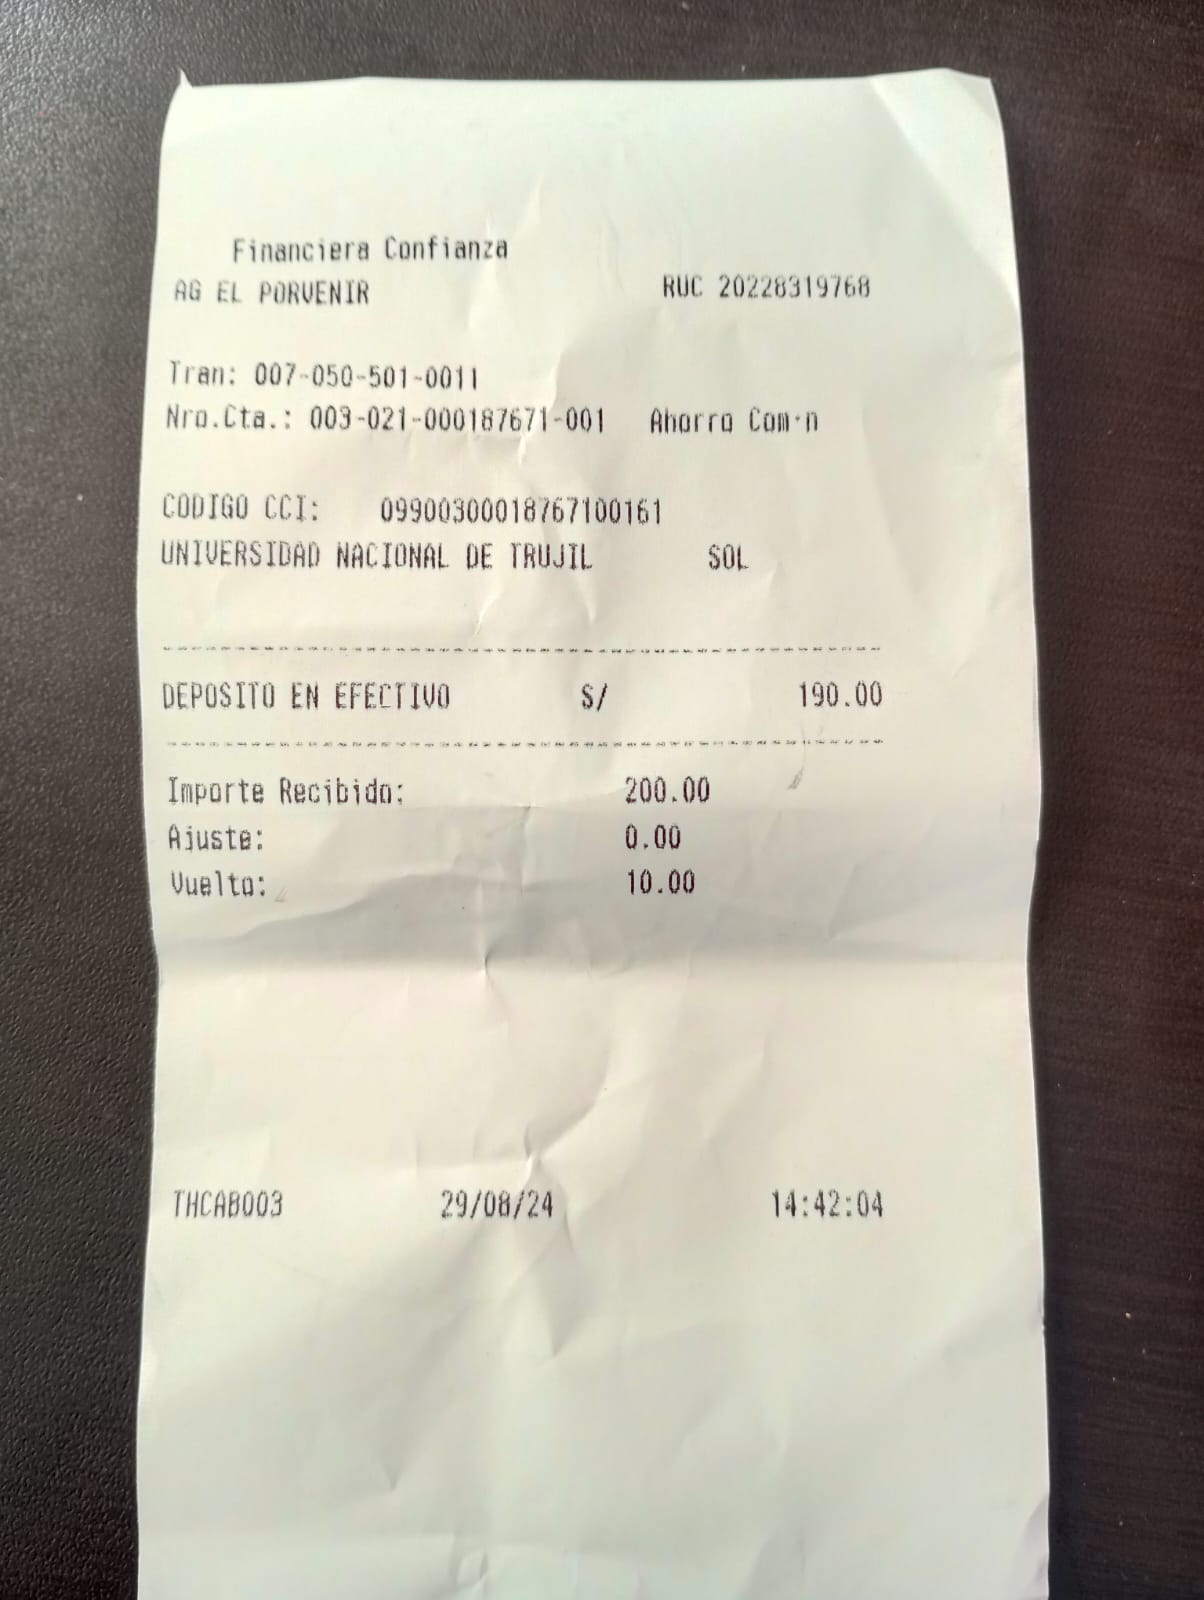 Financiera Confianza
AG EL PORVENIR RUC 20228319768
Tran: 007-050-501-0011
Nro.Cta.: 003-021-000187671-001 Ahorro Com·n
CODIGO CCI: 09900300018767100161
UNIVERSIDAD NACIONAL DE TRUJIL SOL
DEPOSITO EN EFECTIVO S/ 190.00
Importe Recibido: 200.00
Ajuste: 0.00
Vuelto: 10.00
THCAB003 29/08/24 14:42:04